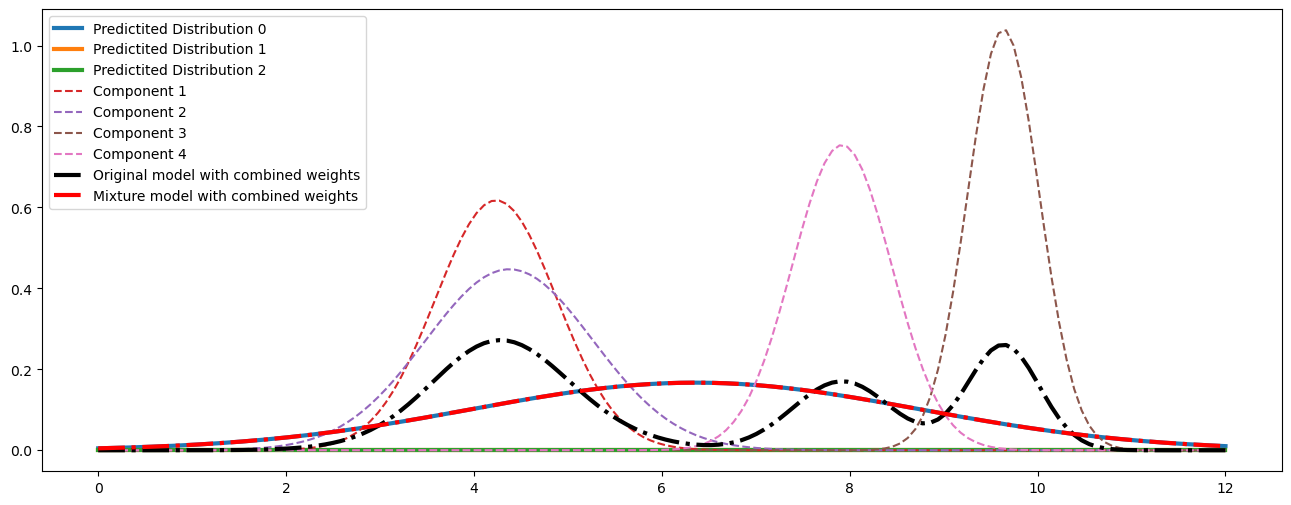 Predictited Distribution 0
Predictited Distribution 1
Predictited Distribution 2
Component 1
Component 2
Component 3
Component 4
Original model with combined weights
Mixture model with combined weights
1.0
0.8
0.6
0.4
0.2
0.0
0 2 4 6 8 10 12